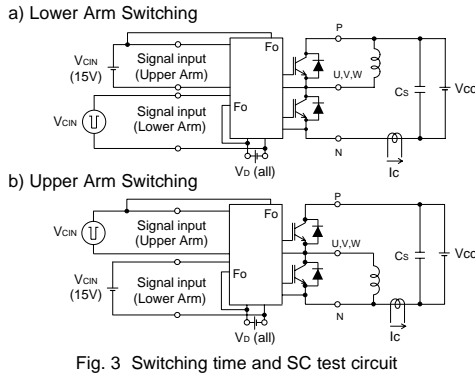 a) Lower Arm Switching
P
Fo
VCIN
(15V)
Signal input
(Upper Arm)
U,V,W
CS
Vcc
Signal input
(Lower Arm)
Fo
VCIN
N
VD (all)
Ic
b) Upper Arm Switching
P
Fo
VCIN
Signal input
(Upper Arm)
U,V,W
CS
Vcc
VCIN
(15V)
Signal input
(Lower Arm)
Fo
N
VD (all)
Ic
Fig. 3 Switching time and SC test circuit